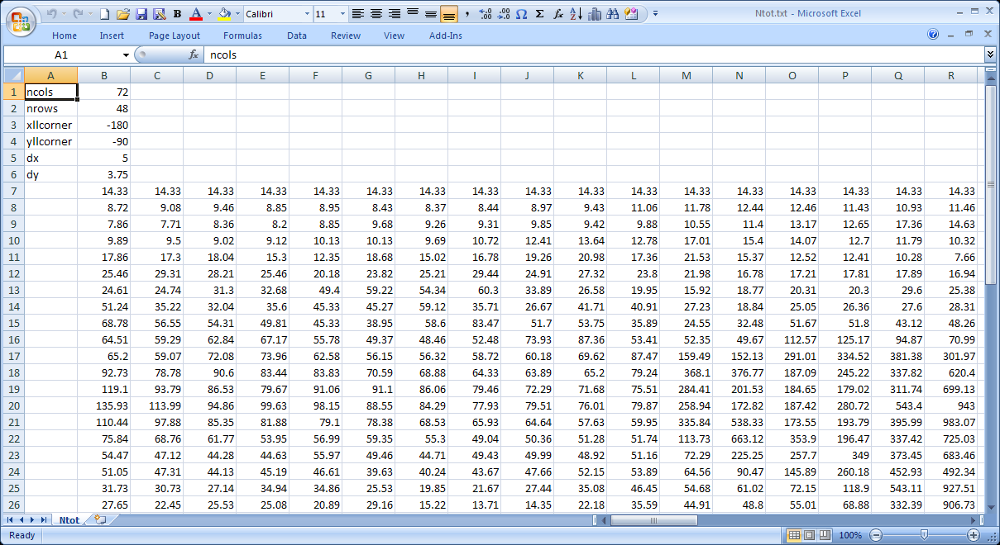 Calibri 11 Ntot.txt - Microsoft Excel
Home Insert Page Layout Formulas Data Review View Add-Ins
A1 fx ncols
A B C D E F G H I J K L M N O P Q R
1 ncols 72
2 nrows 48
3 xllcorner -180
4 yllcorner -90
5 dx 5
6 dy 3.75
7 14.33 14.33 14.33 14.33 14.33 14.33 14.33 14.33 14.33 14.33 14.33 14.33 14.33 14.33 14.33 14.33 14.33
8 8.72 9.08 9.46 8.85 8.95 8.43 8.37 8.44 8.97 9.43 11.06 11.78 12.44 12.46 11.43 10.93 11.46
9 7.86 7.71 8.36 8.2 8.85 9.68 9.26 9.31 9.85 9.42 9.88 10.55 11.4 13.17 12.65 17.36 14.63
10 9.89 9.5 9.02 9.12 10.13 10.13 9.69 10.72 12.41 13.64 12.78 17.01 15.4 14.07 12.7 11.79 10.32
11 17.86 17.3 18.04 15.3 12.35 18.68 15.02 16.78 19.26 20.98 17.36 21.53 15.37 12.52 12.41 10.28 7.66
12 25.46 29.31 28.21 25.46 20.18 23.82 25.21 29.44 24.91 27.32 23.8 21.98 16.78 17.21 17.81 17.89 16.94
13 24.61 24.74 31.3 32.68 49.4 59.22 54.34 60.3 33.89 26.58 19.95 15.92 18.77 20.31 20.3 29.6 25.38
14 51.24 35.22 32.04 35.6 45.33 45.27 59.12 35.71 26.67 41.71 40.91 27.23 18.84 25.05 26.36 27.6 28.31
15 68.78 56.55 54.31 49.81 45.33 38.95 58.6 83.47 51.7 53.75 35.89 24.55 32.48 51.67 51.8 43.12 48.26
16 64.51 59.29 62.84 67.17 55.78 49.37 48.46 52.48 73.93 87.36 53.41 52.35 49.67 112.57 125.17 94.87 70.99
17 65.2 59.07 72.08 73.96 62.58 56.15 56.32 58.72 60.18 69.62 87.47 159.49 152.13 291.01 334.52 381.38 301.97
18 92.73 78.78 90.6 83.44 83.83 70.59 68.88 64.33 63.89 65.2 79.24 368.1 376.77 187.09 245.22 337.82 620.4
19 119.1 93.79 86.53 79.67 91.06 91.1 86.06 79.46 72.29 71.68 75.51 284.41 201.53 184.65 179.02 311.74 699.13
20 135.93 113.99 94.86 99.63 98.15 88.55 84.29 77.93 79.51 76.01 79.87 258.94 172.82 187.42 280.72 543.4 943
21 110.44 97.88 85.35 81.88 79.1 78.38 68.53 65.93 64.64 57.63 59.95 335.84 538.33 173.55 193.79 395.99 983.07
22 75.84 68.76 61.77 53.95 56.99 59.35 55.3 49.04 50.36 51.28 51.74 113.73 663.12 353.9 196.47 337.42 725.03
23 54.47 47.12 44.28 44.63 55.97 49.46 44.71 49.43 49.99 48.92 51.16 72.29 225.25 257.7 349 373.45 683.46
24 51.05 47.31 44.13 45.19 46.61 39.63 40.24 43.67 47.66 52.15 53.89 64.56 90.47 145.89 260.18 452.93 492.34
25 31.73 30.73 27.14 34.94 34.86 25.53 19.85 21.67 27.44 35.08 46.45 54.68 61.02 72.15 118.9 543.11 927.51
26 27.65 22.45 25.53 25.08 20.89 29.16 15.22 13.71 14.35 22.18 35.59 44.91 48.8 55.01 68.88 332.39 906.73
Ntot
Ready 100%